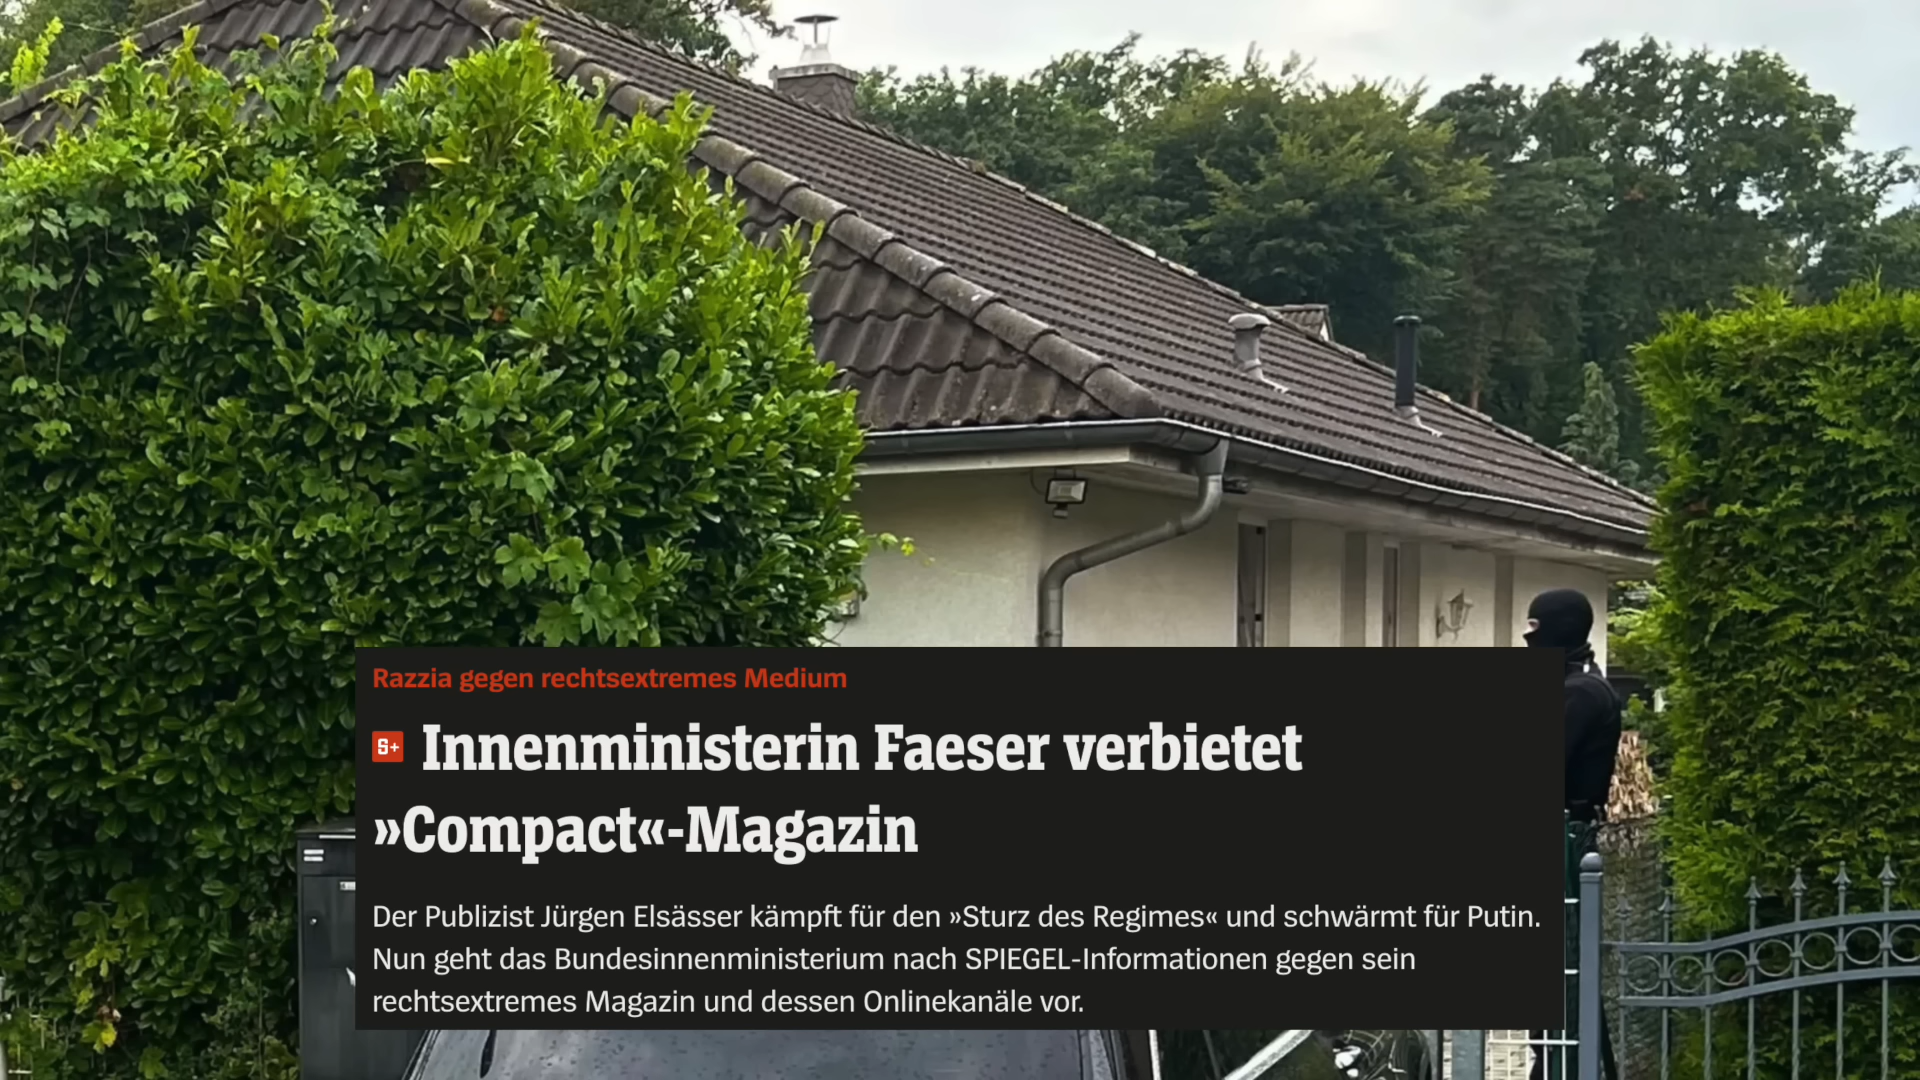 Razzia gegen rechtsextremes Medium
S+ Innenministerin Faeser verbietet
»Compact«-Magazin
Der Publizist Jürgen Elsässer kämpft für den »Sturz des Regimes« und schwärmt für Putin.
Nun geht das Bundesinnenministerium nach SPIEGEL-Informationen gegen sein
rechtsextremes Magazin und dessen Onlinekanäle vor.